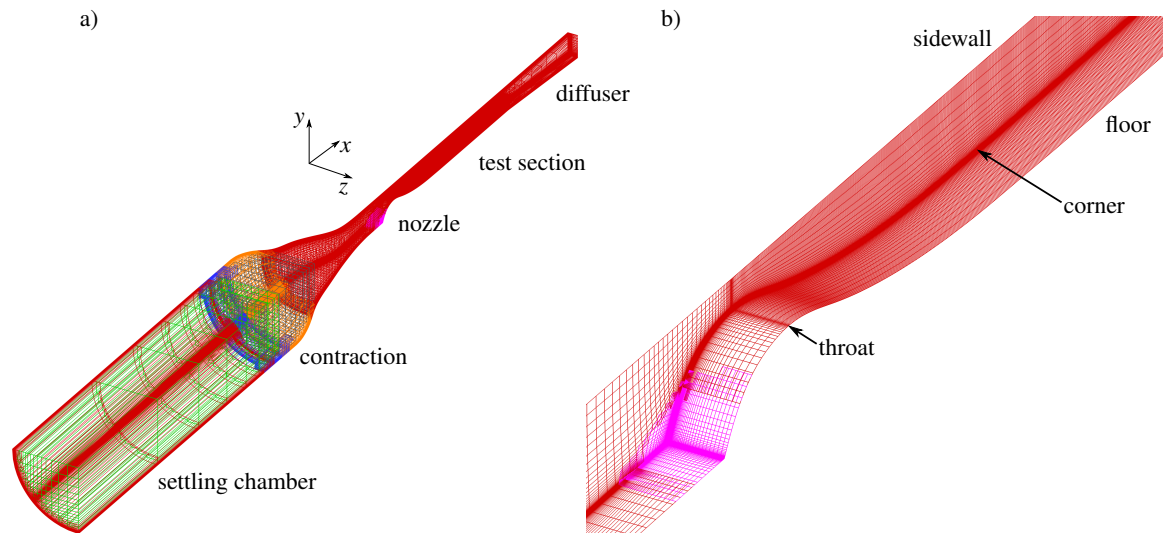 a)
diffuser
y
x
z
test section
nozzle
contraction
settling chamber
b)
sidewall
floor
corner
throat